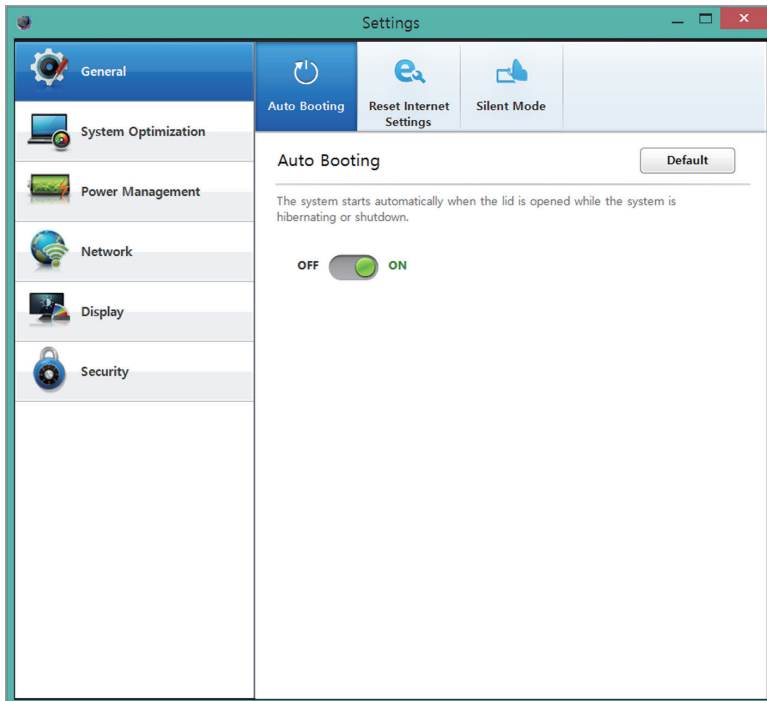 Settings
General
System Optimization
Power Management
Network
Display
Security
Auto Booting
Reset Internet
Settings
Silent Mode
Auto Booting
Default
The system starts automatically when the lid is opened while the system is
hibernating or shutdown.
OFF ON